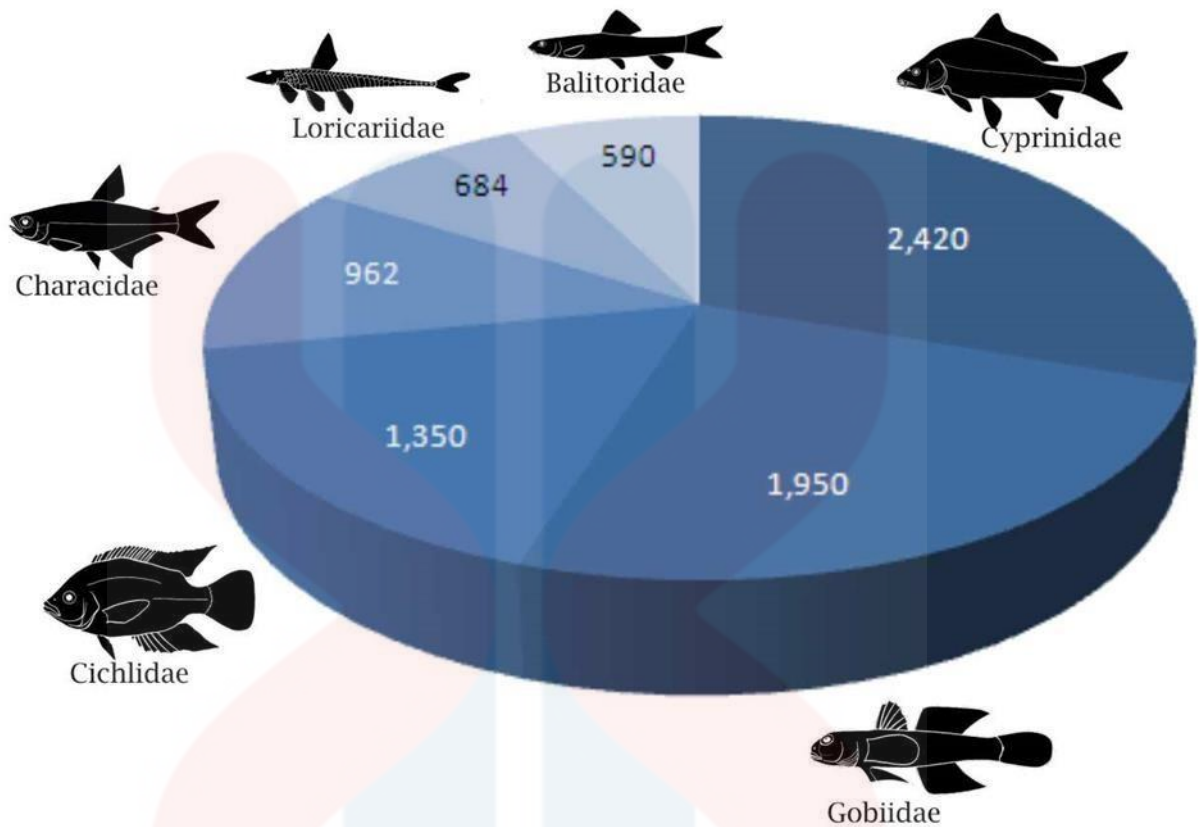 Balitoridae
Loricariidae
Cyprinidae
590
684
2,420
Characidae
962
1,350
1,950
Cichlidae
Gobiidae